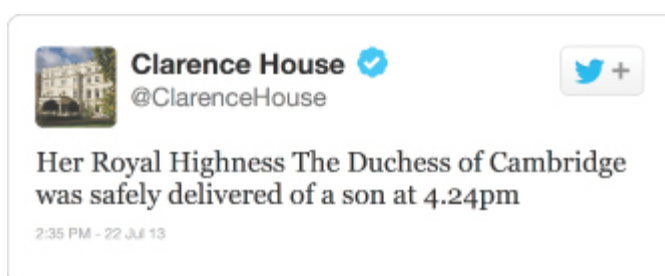 Clarence House
@ClarenceHouse
+
Her Royal Highness The Duchess of Cambridge
was safely delivered of a son at 4.24pm
2:35 PM - 22 Jul 13